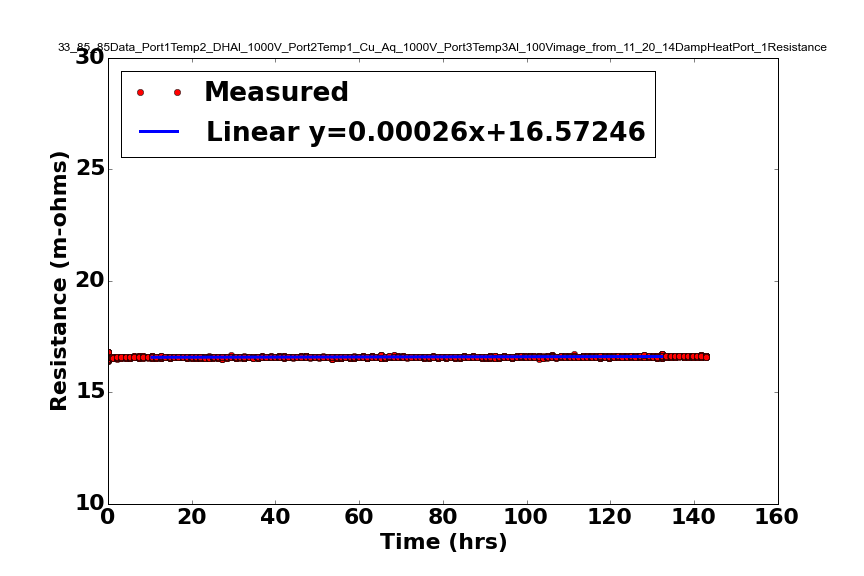 33_85_85Data_Port1Temp2_DHAl_1000V_Port2Temp1_Cu_Aq_1000V_Port3Temp3Al_100Vimage_from_11_20_14DampHeatPort_1Resistance
30
Measured
Linear y=0.00026x+16.57246
25
20
15
10
Resistance (m-ohms)
0 20 40 60 80 100 120 140 160
Time (hrs)